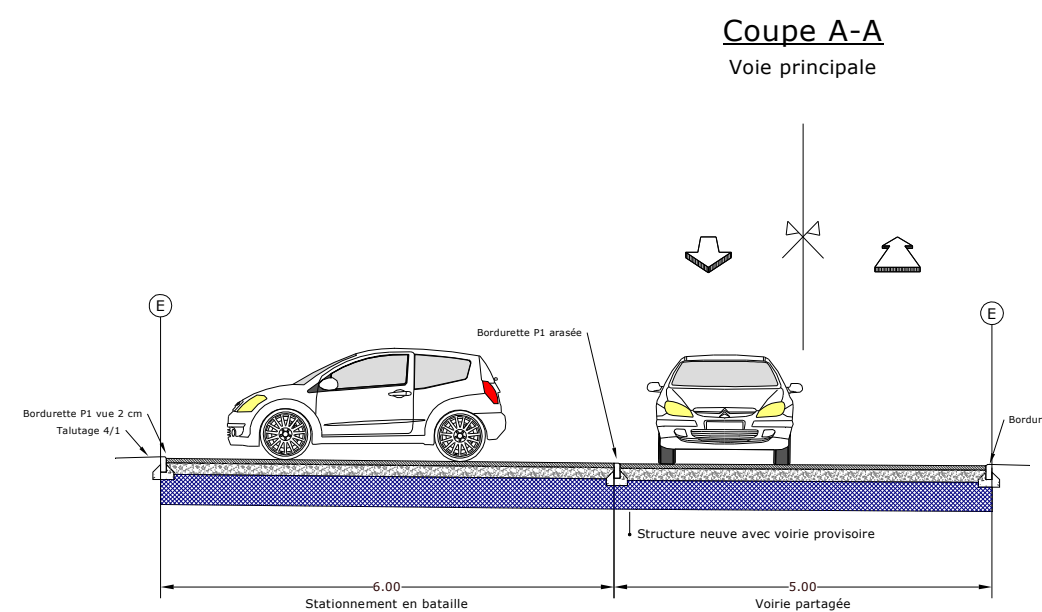 Coupe A-A
Voie principale
E
E
Bordurette P1 arasée
Bordurette P1 vue 2 cm
Talutage 4/1
Bordur
Structure neuve avec voirie provisoire
6.00
5.00
Stationnement en bataille
Voirie partagée